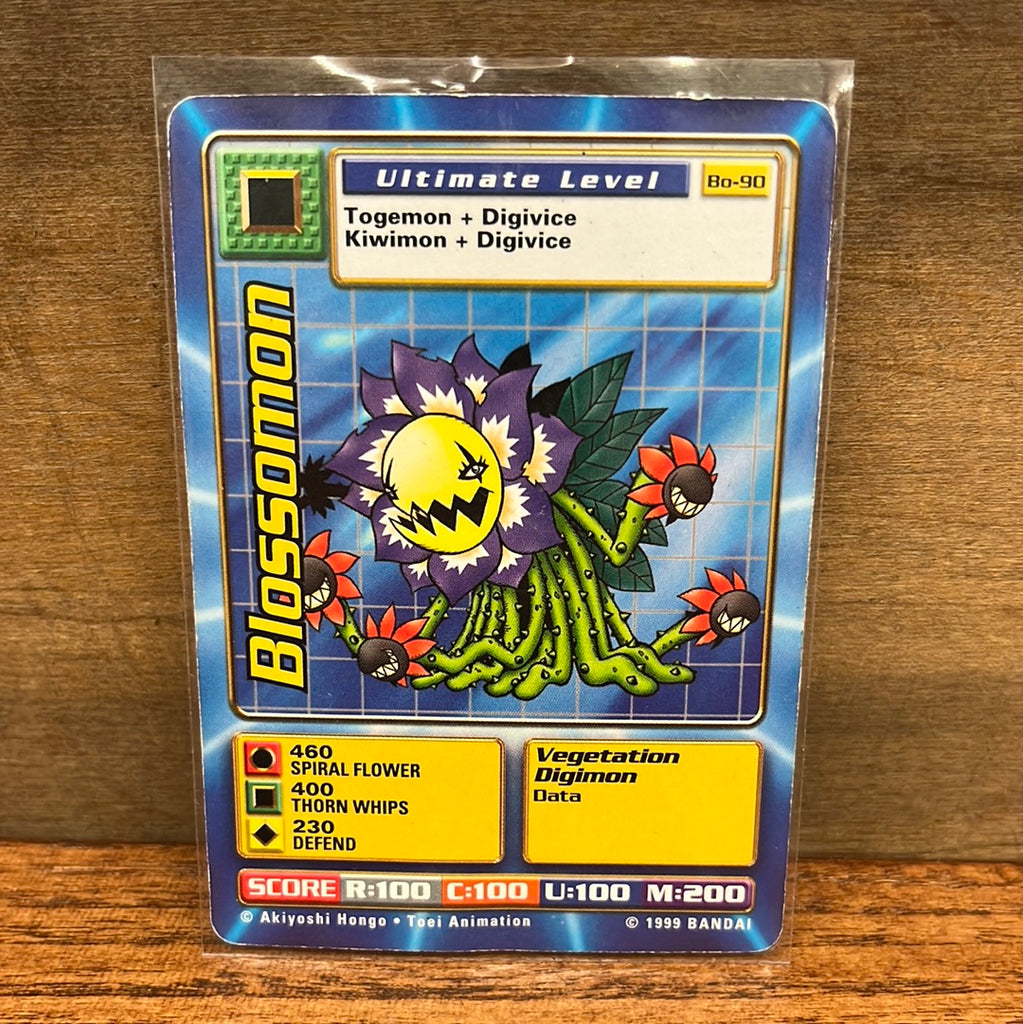 Ultimate Level
Bo-90
Togemon + Digivice
Kiwimon + Digivice
Blossomon
460
SPIRAL FLOWER
400
THORN WHIPS
230
DEFEND
Vegetation
Digimon
Data
SCORE R:100 C:100 U:100 M:200
© Akiyoshi Hongo • Toei Animation
© 1999 BANDAI